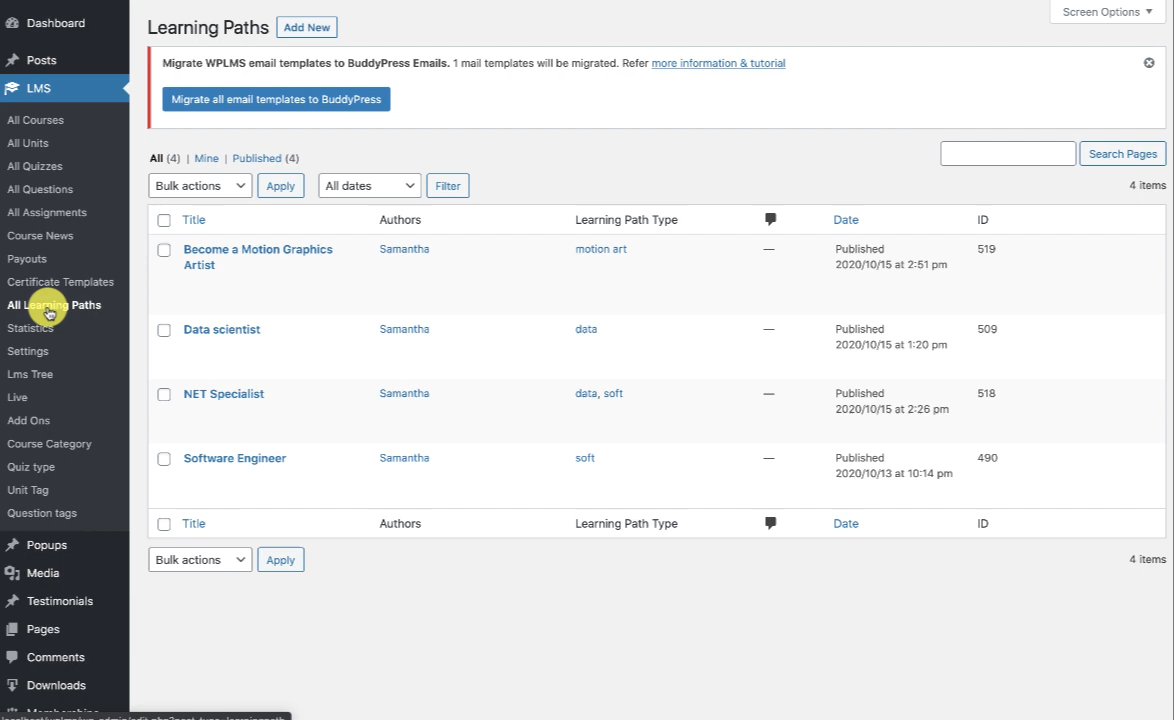 Dashboard
Posts
LMS
All Courses
All Units
All Quizzes
All Questions
All Assignments
Course News
Payouts
Certificate Templates
All Learning Paths
Statistics
Settings
Lms Tree
Live
Add Ons
Course Category
Quiz type
Unit Tag
Question tags
Popups
Media
Testimonials
Pages
Comments
Downloads
Screen Options
Learning Paths Add New
Migrate WPLMS email templates to BuddyPress Emails. 1 mail templates will be migrated. Refer more information & tutorial
Migrate all email templates to BuddyPress
All (4) | Mine | Published (4)
Search Pages
Bulk actions Apply All dates Filter
4 items
Title Authors Learning Path Type Date ID
Become a Motion Graphics Samantha motion art — Published 519
Artist 2020/10/15 at 2:51 pm
Data scientist Samantha data — Published 509
2020/10/15 at 1:20 pm
NET Specialist Samantha data, soft — Published 518
2020/10/15 at 2:26 pm
Software Engineer Samantha soft — Published 490
2020/10/13 at 10:14 pm
Title Authors Learning Path Type Date ID
Bulk actions Apply
4 items